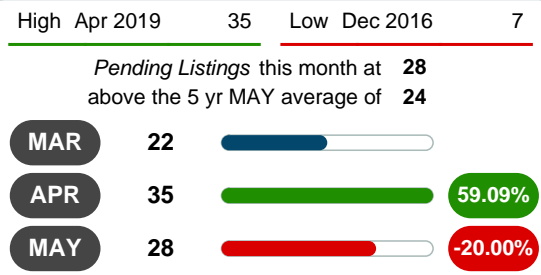 High Apr 2019 35 Low Dec 2016 7
Pending Listings this month at 28
above the 5 yr MAY average of 24
MAR 22
APR 35 59.09%
MAY 28 -20.00%